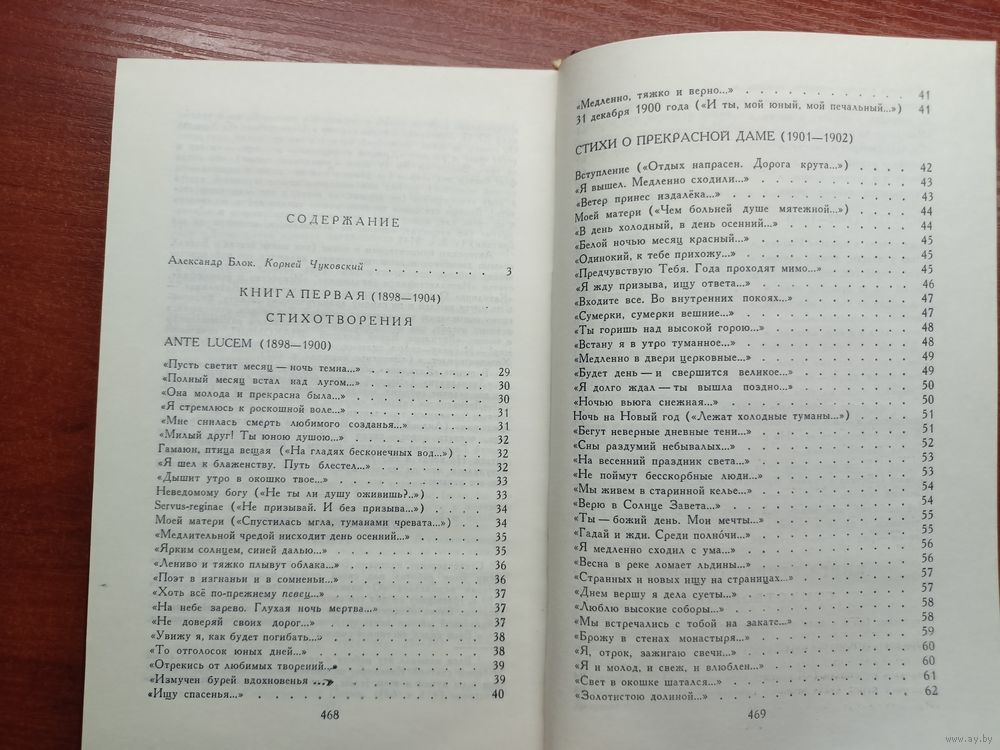 СОДЕРЖАНИЕ
Александр Блок. Корней Чуковский . . . . . . . . 3
КНИГА ПЕРВАЯ (1898—1904)
СТИХОТВОРЕНИЯ
ANTE LUCEM (1898—1900)
«Пусть светит месяц — ночь темна...» . . . . . . . . 29
«Полный месяц встал над лугом...» . . . . . . . . 30
«Она молода и прекрасна была...» . . . . . . . . 30
«Я стремлюсь к роскошной воле...» . . . . . . . . 31
«Мне снилась смерть любимого созданья...» . . . . . . 31
«Милый друг! Ты юною душою...» . . . . . . . . 32
Гамаюн, птица вещая («На гладях бесконечных вод...») . . . 32
«Я шел к блаженству. Путь блестел...» . . . . . . . 32
«Дышит утро в окошко твое...» . . . . . . . . 33
Неведомому богу («Не ты ли душу оживишь?..») . . . . . 33
Servus-reginae («Не призывай. И без призыва...») . . . . 34
Моей матери («Спустилась мгла, туманами чревата...») . . . 34
«Медлительной чредой нисходит день осенний...» . . . . . 35
«Ярким солнцем, синей далью...» . . . . . . . . 35
«Лениво и тяжко плывут облака...» . . . . . . . . 36
«Поэт в изгнаньи и в сомненьи...» . . . . . . . . 36
«Хоть всё по-прежнему певец...» . . . . . . . . 37
«На небе зарево. Глухая ночь мертва...» . . . . . . 37
«Не доверяй своих дорог...» . . . . . . . . 37
«Увижу я, как будет погибать...» . . . . . . . . 38
«То отголосок юных дней...» . . . . . . . . 38
«Отрекись от любимых творений...» . . . . . . . . 39
«Измучен бурей вдохновенья ...» . . . . . . . . 39
«Ищу спасенья...» . . . . . . . . 40
468
«Медленно, тяжко и верно...» . . . . . . . . 41
31 декабря 1900 года («И ты, мой юный, мой печальный...») 41
СТИХИ О ПРЕКРАСНОЙ ДАМЕ (1901—1902)
Вступление («Отдых напрасен. Дорога крута...») . . . . 42
«Я вышел. Медленно сходили...» . . . . . . . . 43
«Ветер принес издалёка...» . . . . . . . . 43
Моей матери («Чем больней душе мятежной...») . . . . 44
«В день холодный, в день осенний...» . . . . . . . 44
«Белой ночью месяц красный...» . . . . . . . . 45
«Одинокий, к тебе прихожу...» . . . . . . . . 45
«Предчувствую Тебя. Года проходят мимо...» . . . . . 45
«Я жду призыва, ищу ответа...» . . . . . . . . 46
«Входите все. Во внутренних покоях...» . . . . . . 47
«Сумерки, сумерки вешние...» . . . . . . . . 47
«Ты горишь над высокой горою...» . . . . . . . . 48
«Встану я в утро туманное...» . . . . . . . . 48
«Медленно в двери церковные...» . . . . . . . . 49
«Будет день — и свершится великое...» . . . . . . 49
«Я долго ждал — ты вышла поздно...» . . . . . . . 50
«Ночью вьюга снежная...» . . . . . . . . 50
Ночь на Новый год («Лежат холодные туманы...») . . . . 51
«Бегут неверные дневные тени...» . . . . . . . . 51
«Сны раздумий небывалых...» . . . . . . . . 52
«На весенний праздник света...» . . . . . . . . 53
«Не поймут бесскорбные люди...» . . . . . . . . 53
«Мы живем в старинной келье...» . . . . . . . . 54
«Верю в Солнце Завета...» . . . . . . . . 54
«Ты — божий день. Мои мечты...» . . . . . . . . 55
«Гадай и жди. Среди полно́чи...» . . . . . . . . 55
«Я медленно сходил с ума...» . . . . . . . . 56
«Весна в реке ломает льдины...» . . . . . . . . 56
«Странных и новых ищу на страницах...» . . . . . . 57
«Днем вершу я дела суеты...» . . . . . . . . 57
«Люблю высокие соборы...» . . . . . . . . 58
«Мы встречались с тобой на закате...» . . . . . . 58
«Брожу в стенах монастыря...» . . . . . . . . 59
«Я, отрок, зажигаю свечи...» . . . . . . . . 60
«Я и молод, и свеж, и влюблен...» . . . . . . . . 60
«Свет в окошке шатался...» . . . . . . . . 61
«Золотистою долиной...» . . . . . . . . 62
469
© www.ay.by